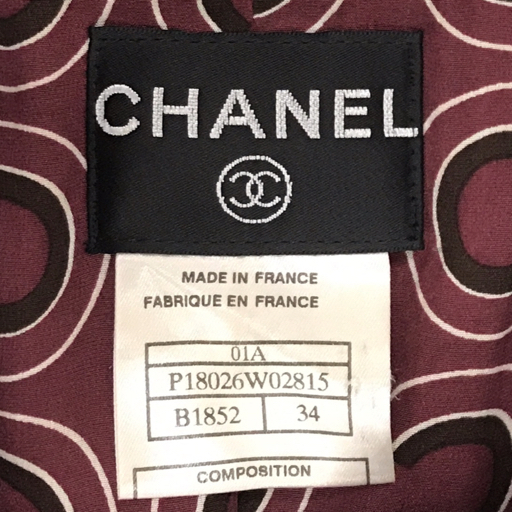 CHANEL
MADE IN FRANCE
FABRIQUE EN FRANCE
01A
P18026W02815
B1852 34
COMPOSITION